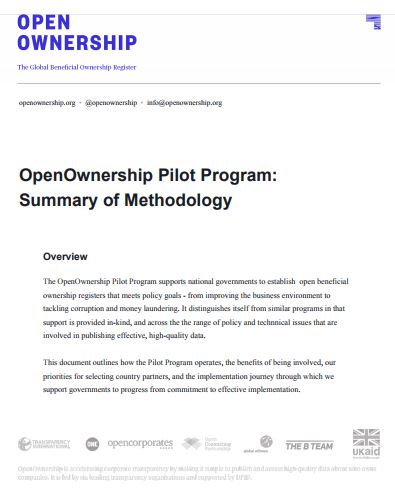 OPEN
OWNERSHIP
The Global Beneficial Ownership Register
openownership.org · @openownership · info@openownership.org
OpenOwnership Pilot Program:
Summary of Methodology
Overview
The OpenOwnership Pilot Program supports national governments to establish open beneficial
ownership registers that meets policy goals - from improving the business environment to
tackling corruption and money laundering. It distinguishes itself from similar programs in that
support is provided in-kind, and across the the range of policy and technnical issues that are
involved in publishing effective, high-quality data.
This document outlines how the Pilot Program operates, the benefits of being involved, our
priorities for selecting country partners, and the implementation journey through which we
support governments to progress from commitment to effective implementation.
TRANSPARENCY
INTERNATIONAL
ONE
opencorporates
Open
Contracting
Partnership
global witness
THE B TEAM
ukaid
OpenOwnership is accelerating corporate transparency by making it simple to publish and access high-quality data about who owns
companies. It is led by six leading transparency organisations and supported by DFID.